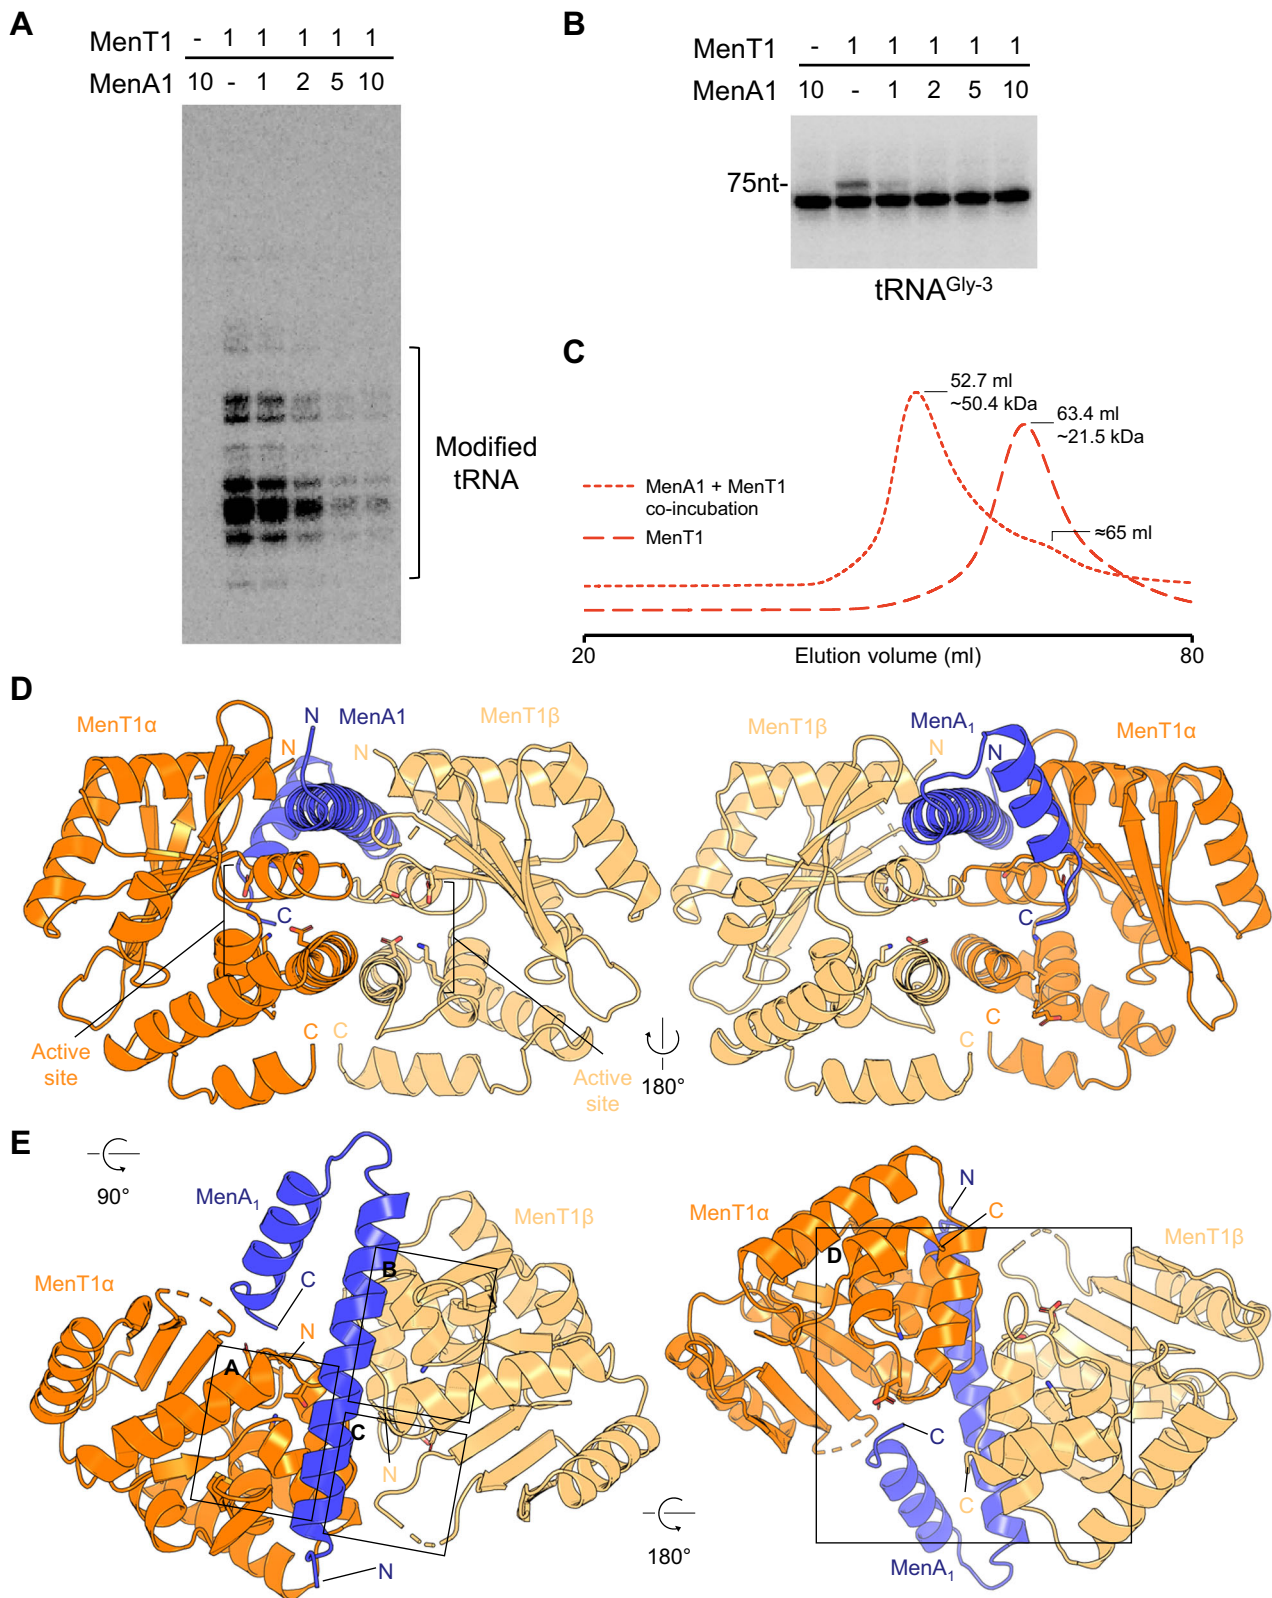 A
MenT1 - 1 1 1 1 1
MenA1 10 - 1 2 5 10
Modified
tRNA
B
MenT1 - 1 1 1 1 1
MenA1 10 - 1 2 5 10
75nt-
tRNAGly-3
C
52.7 ml
~50.4 kDa
63.4 ml
~21.5 kDa
MenA1 + MenT1
co-incubation
MenT1
≈65 ml
20
Elution volume (ml)
80
D
MenT1α
N
MenA1
MenT1β
N
N
C
C
C
Active
site
Active
site
180°
MenT1β
MenA1
MenT1α
N
N
C
C
C
E
90°
MenA1
MenT1β
MenT1α
C
N
A
B
C
N
N
180°
MenT1α
N
C
MenT1β
D
C
C
MenA1